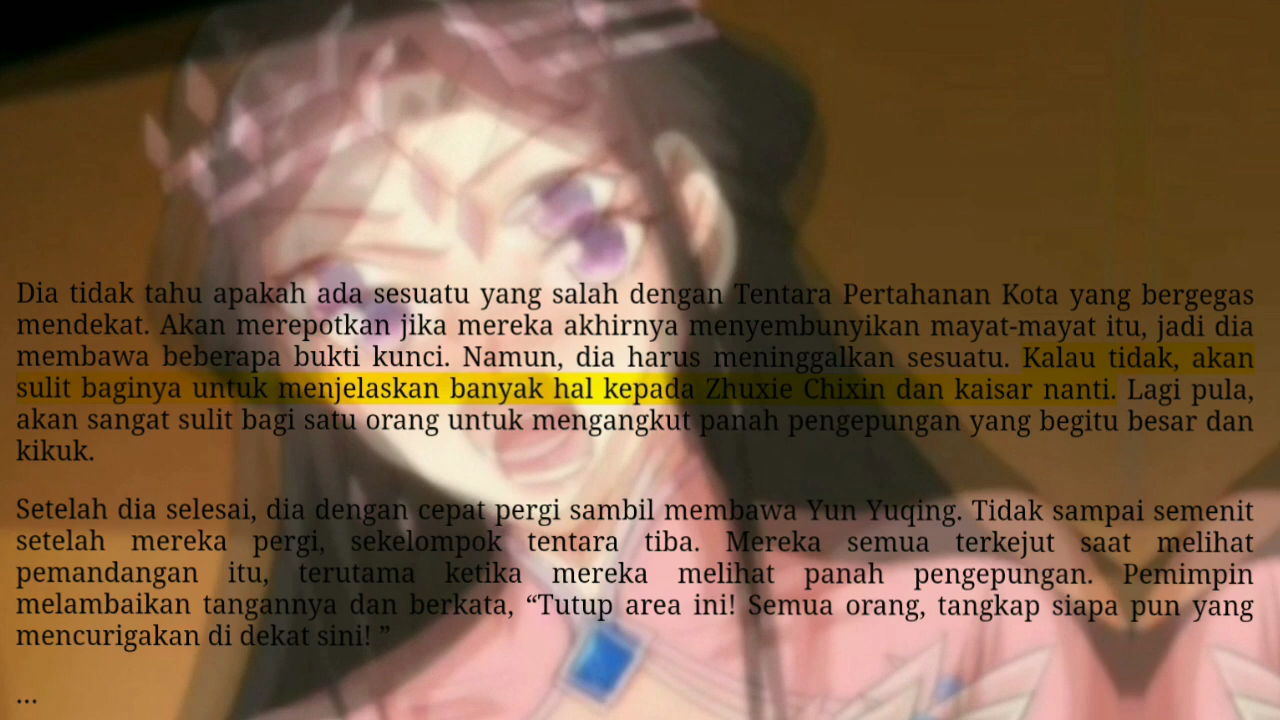 Dia tidak tahu apakah ada sesuatu yang salah dengan Tentara Pertahanan Kota yang bergegas
mendekat. Akan merepotkan jika mereka akhirnya menyembunyikan mayat-mayat itu, jadi dia
membawa beberapa bukti kunci. Namun, dia harus meninggalkan sesuatu. Kalau tidak, akan
sulit baginya untuk menjelaskan banyak hal kepada Zhuxie Chixin dan kaisar nanti. Lagi pula,
akan sangat sulit bagi satu orang untuk mengangkut panah pengepungan yang begitu besar dan
kikuk.
Setelah dia selesai, dia dengan cepat pergi sambil membawa Yun Yuqing. Tidak sampai semenit
setelah mereka pergi, sekelompok tentara tiba. Mereka semua terkejut saat melihat
pemandangan itu, terutama ketika mereka melihat panah pengepungan. Pemimpin
melambaikan tangannya dan berkata, “Tutup area ini! Semua orang, tangkap siapa pun yang
mencurigakan di dekat sini! ”
...